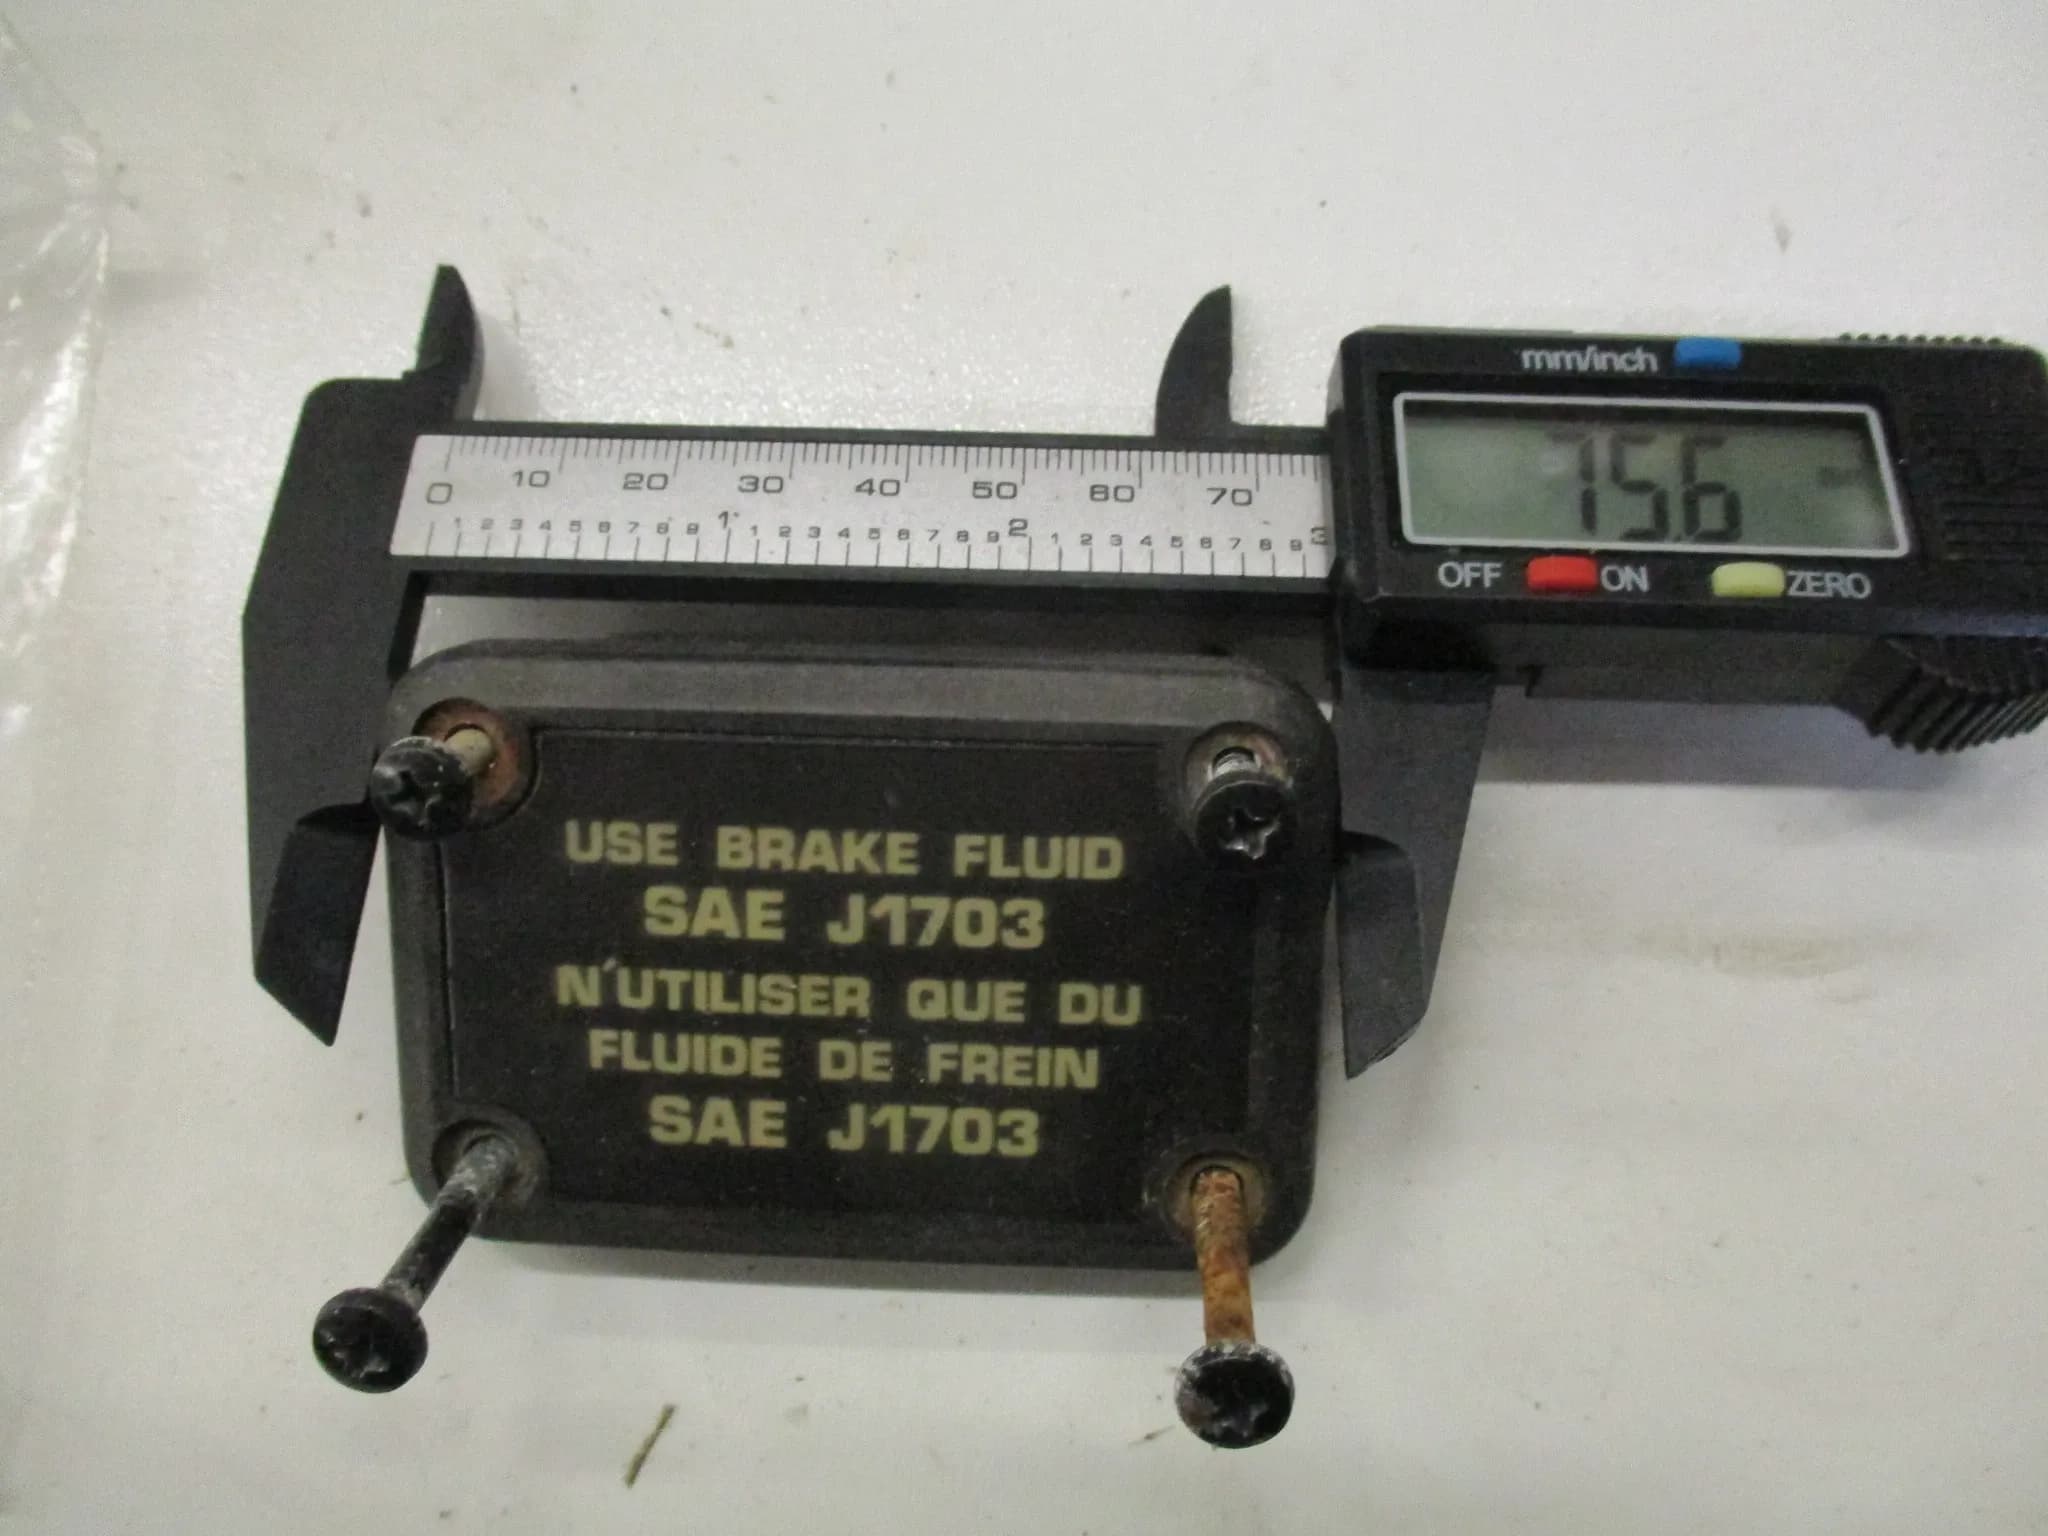 mm/inch
75.6
OFF ON ZERO
0 10 20 30 40 50 60 70
1 2 3 4 5 6 7 8 9 1 1 2 3 4 5 6 7 8 9 2 1 2 3 4 5 6 7 8 9 3
USE BRAKE FLUID
SAE J1703
N'UTILISER QUE DU
FLUIDE DE FREIN
SAE J1703